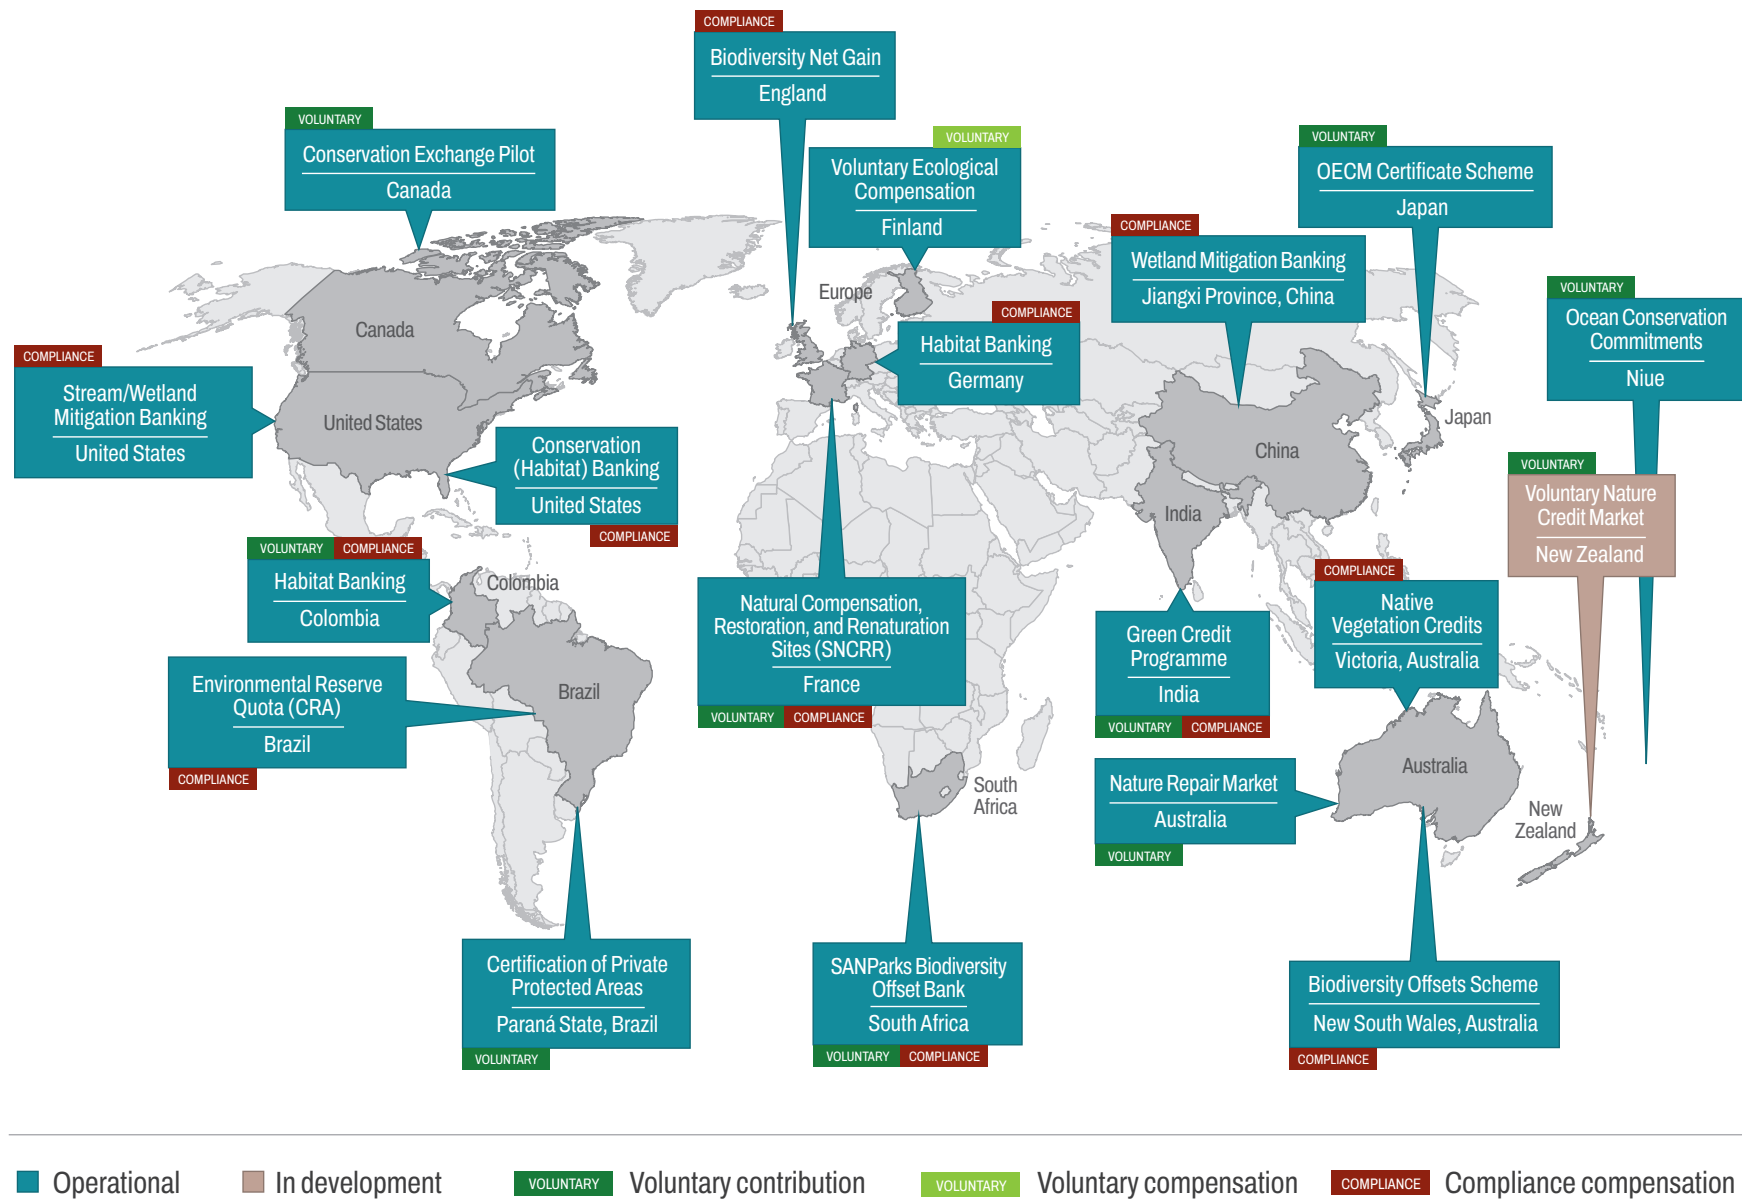 COMPLIANCE
Biodiversity Net Gain
England
VOLUNTARY
Conservation Exchange Pilot
Canada
VOLUNTARY
Voluntary Ecological
Compensation
Finland
VOLUNTARY
OECM Certificate Scheme
Japan
COMPLIANCE
Wetland Mitigation Banking
Jiangxi Province, China
VOLUNTARY
Ocean Conservation
Commitments
Niue
Europe
Canada
COMPLIANCE
Habitat Banking
Germany
COMPLIANCE
Stream/Wetland
Mitigation Banking
United States
United States
Japan
China
India
Conservation
(Habitat) Banking
United States
COMPLIANCE
VOLUNTARY
Voluntary Nature
Credit Market
New Zealand
VOLUNTARY COMPLIANCE
Habitat Banking
Colombia
Colombia
Natural Compensation,
Restoration, and Renaturation
Sites (SNCRR)
France
VOLUNTARY COMPLIANCE
Green Credit
Programme
India
VOLUNTARY COMPLIANCE
COMPLIANCE
Native
Vegetation Credits
Victoria, Australia
Environmental Reserve
Quota (CRA)
Brazil
COMPLIANCE
Brazil
South
Africa
Nature Repair Market
Australia
VOLUNTARY
Australia
New
Zealand
Certification of Private
Protected Areas
Paraná State, Brazil
VOLUNTARY
SANParks Biodiversity
Offset Bank
South Africa
VOLUNTARY COMPLIANCE
Biodiversity Offsets Scheme
New South Wales, Australia
COMPLIANCE
Operational
In development
VOLUNTARY Voluntary contribution
VOLUNTARY Voluntary compensation
COMPLIANCE Compliance compensation